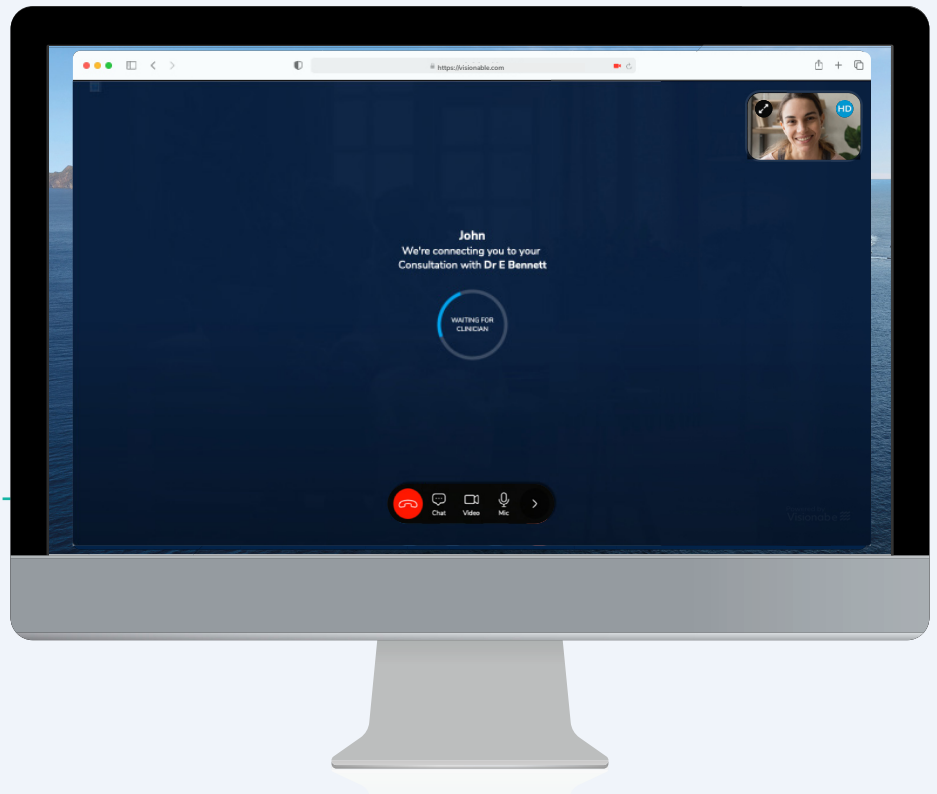 https://visionable.com
HD
John
We're connecting you to your
Consultation with Dr E Bennett
WAITING FOR
CLINICIAN
Chat
Video
Mic
Visionable